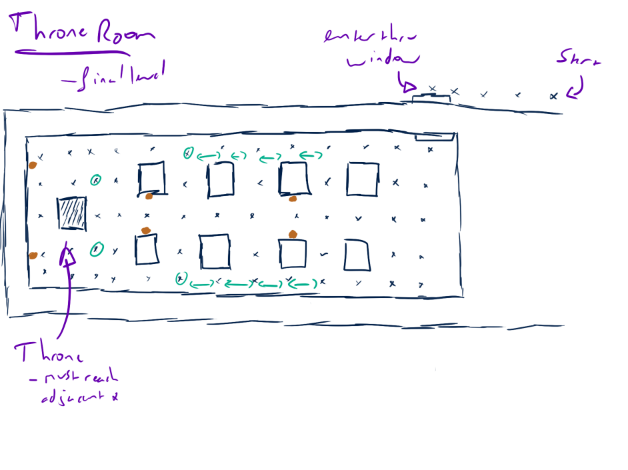 Throne Room
- final level
enter thru
window
Start
Throne
- must reach
adjacent x